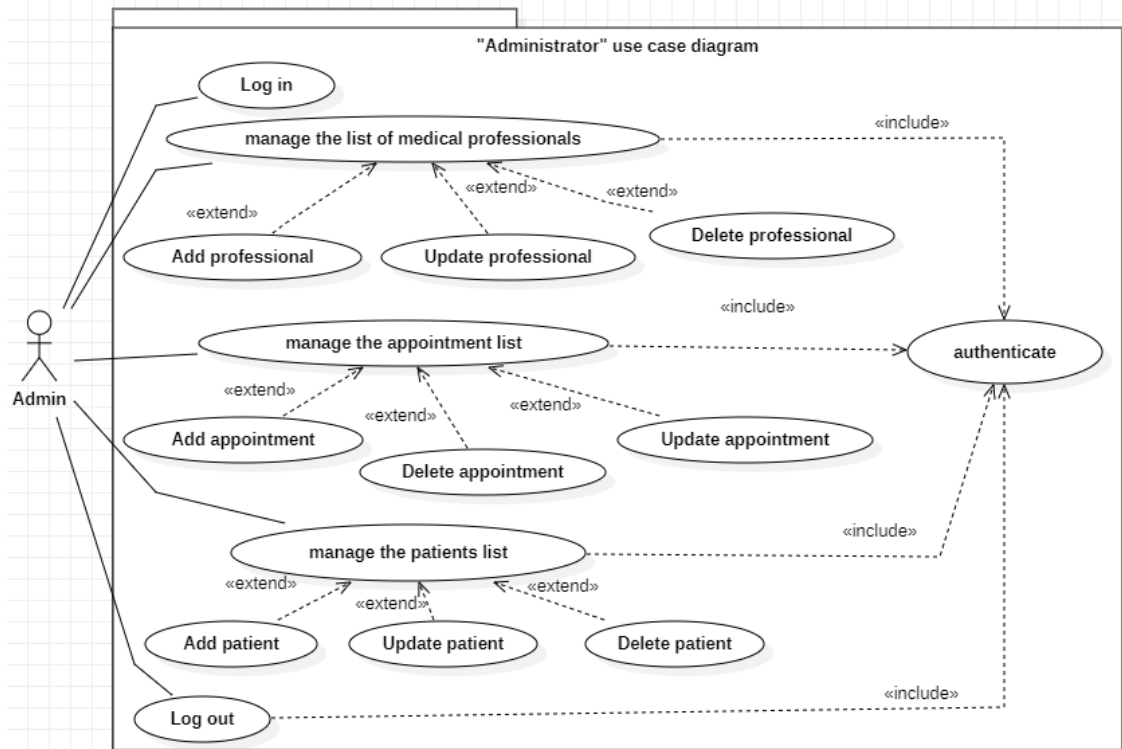 "Administrator" use case diagram
Log in
«include»
manage the list of medical professionals
«extend»
«extend»
«extend»
Add professional
Update professional
Delete professional
«include»
manage the appointment list
authenticate
Admin
«extend»
«extend»
«extend»
Add appointment
Delete appointment
Update appointment
«include»
manage the patients list
«extend»
«extend»
«extend»
Add patient
Update patient
Delete patient
«include»
Log out